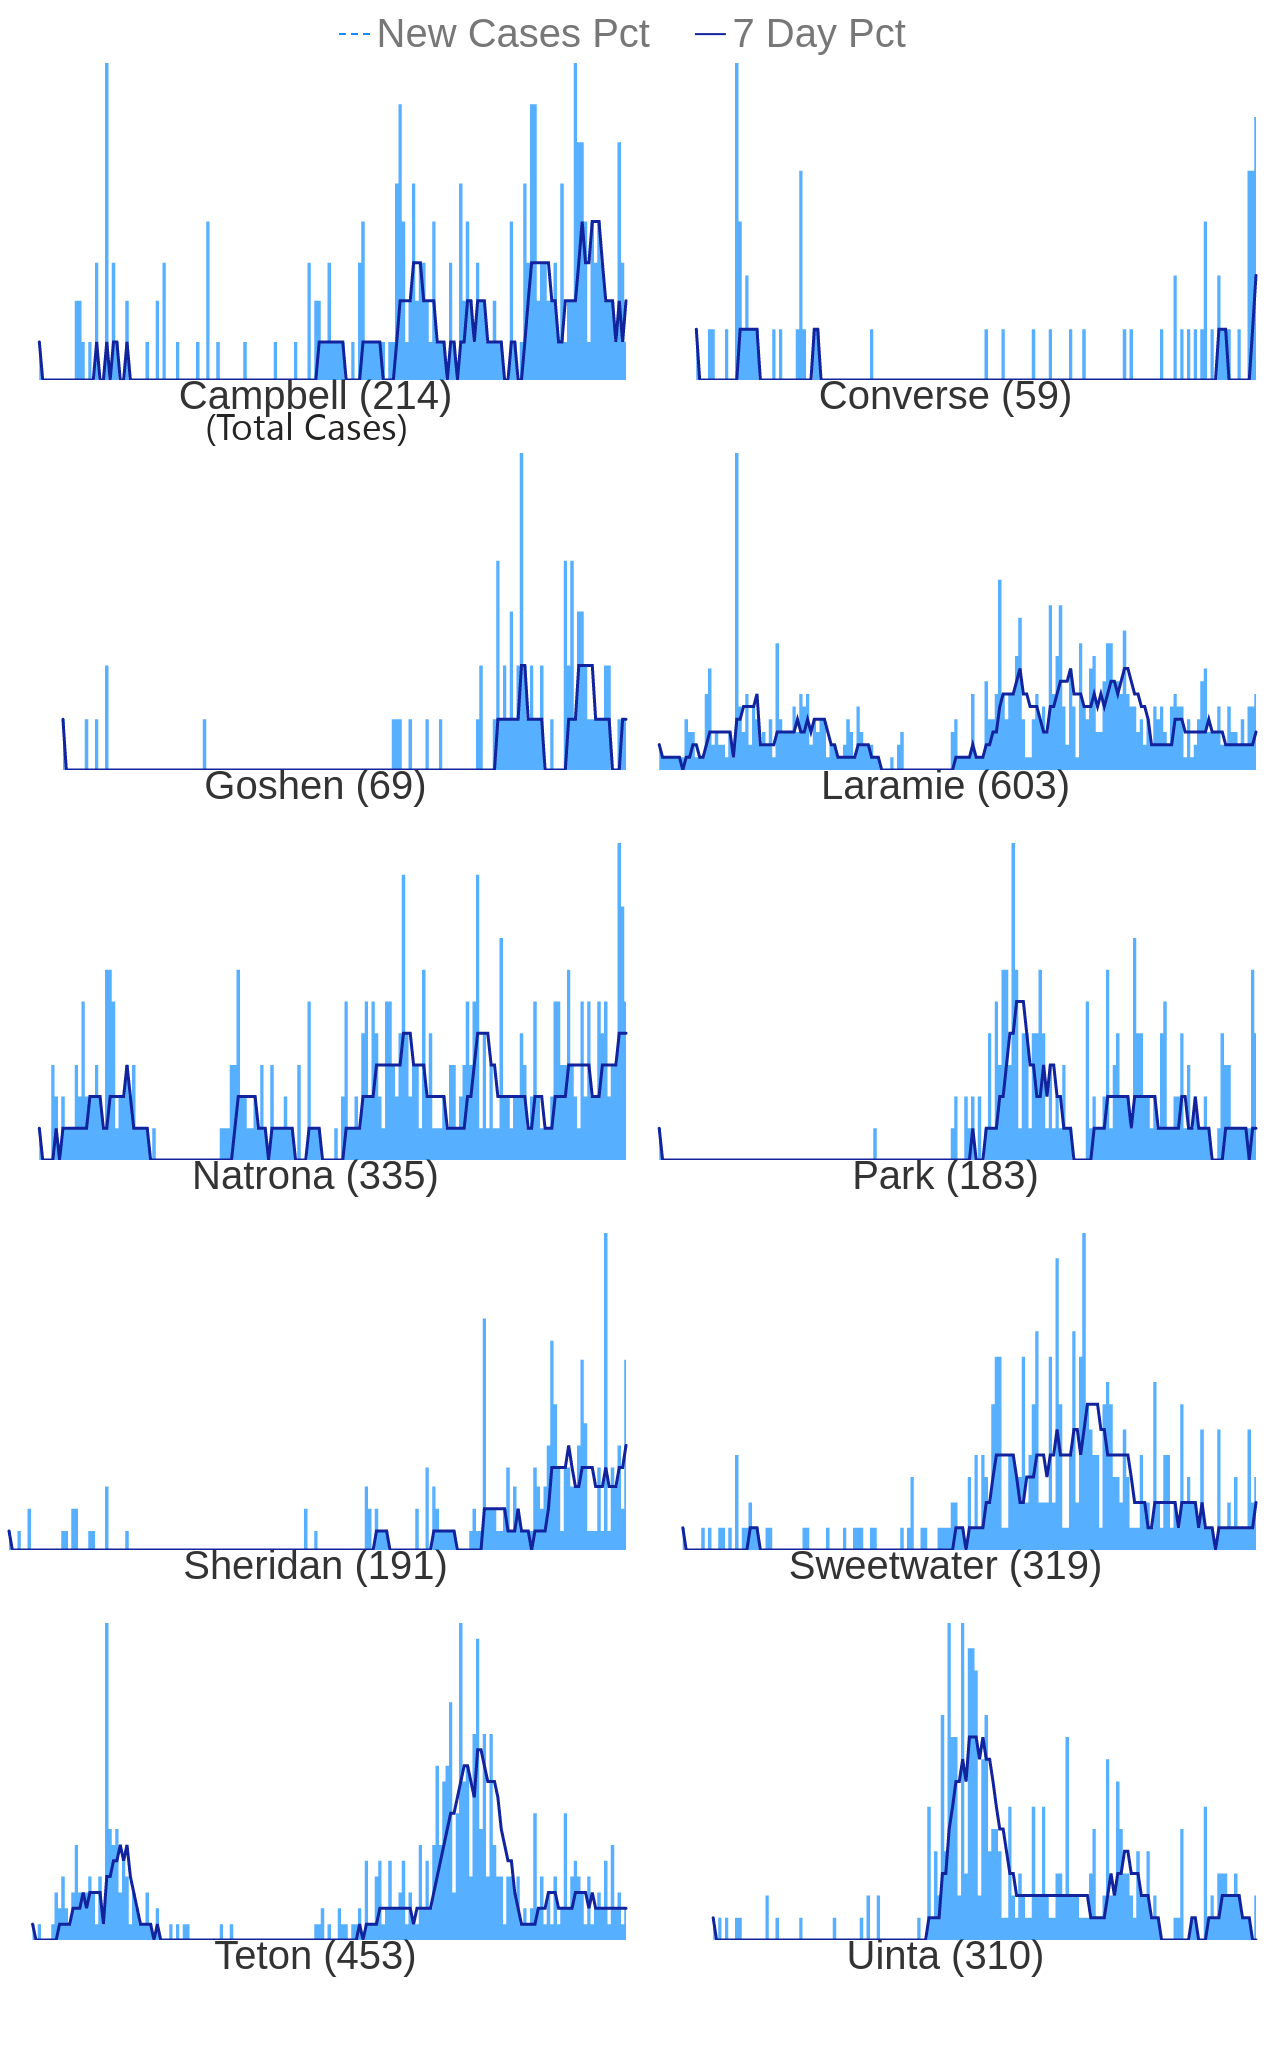 New Cases Pct 7 Day Pct
Campbell (214) Converse (59)
(Total Cases)
Goshen (69) Laramie (603)
Natrona (335) Park (183)
Sheridan (191) Sweetwater (319)
Teton (453) Uinta (310)